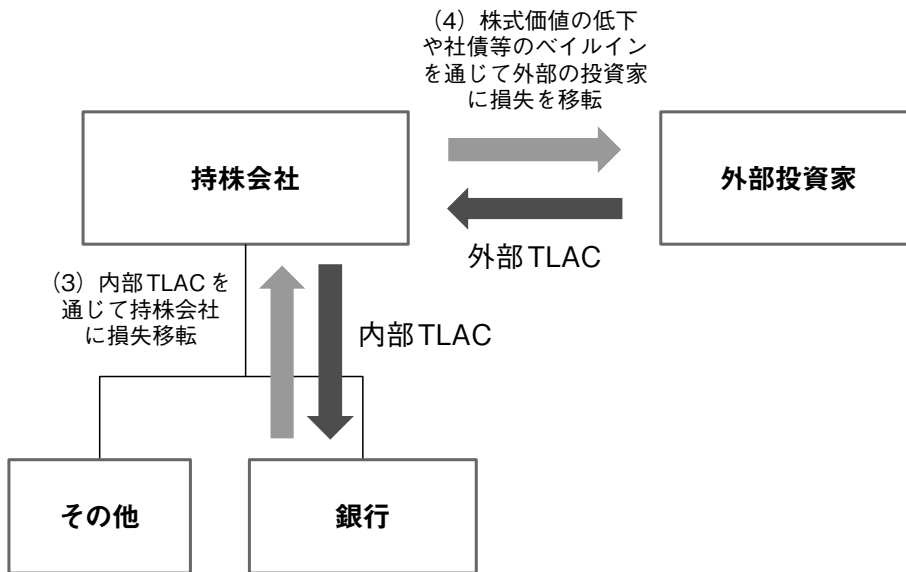 （4）株式価値の低下
や社債等のベイルイン
を通じて外部の投資家
に損失を移転
持株会社
外部投資家
外部TLAC
（3）内部TLACを
通じて持株会社
に損失移転
内部TLAC
その他
銀行